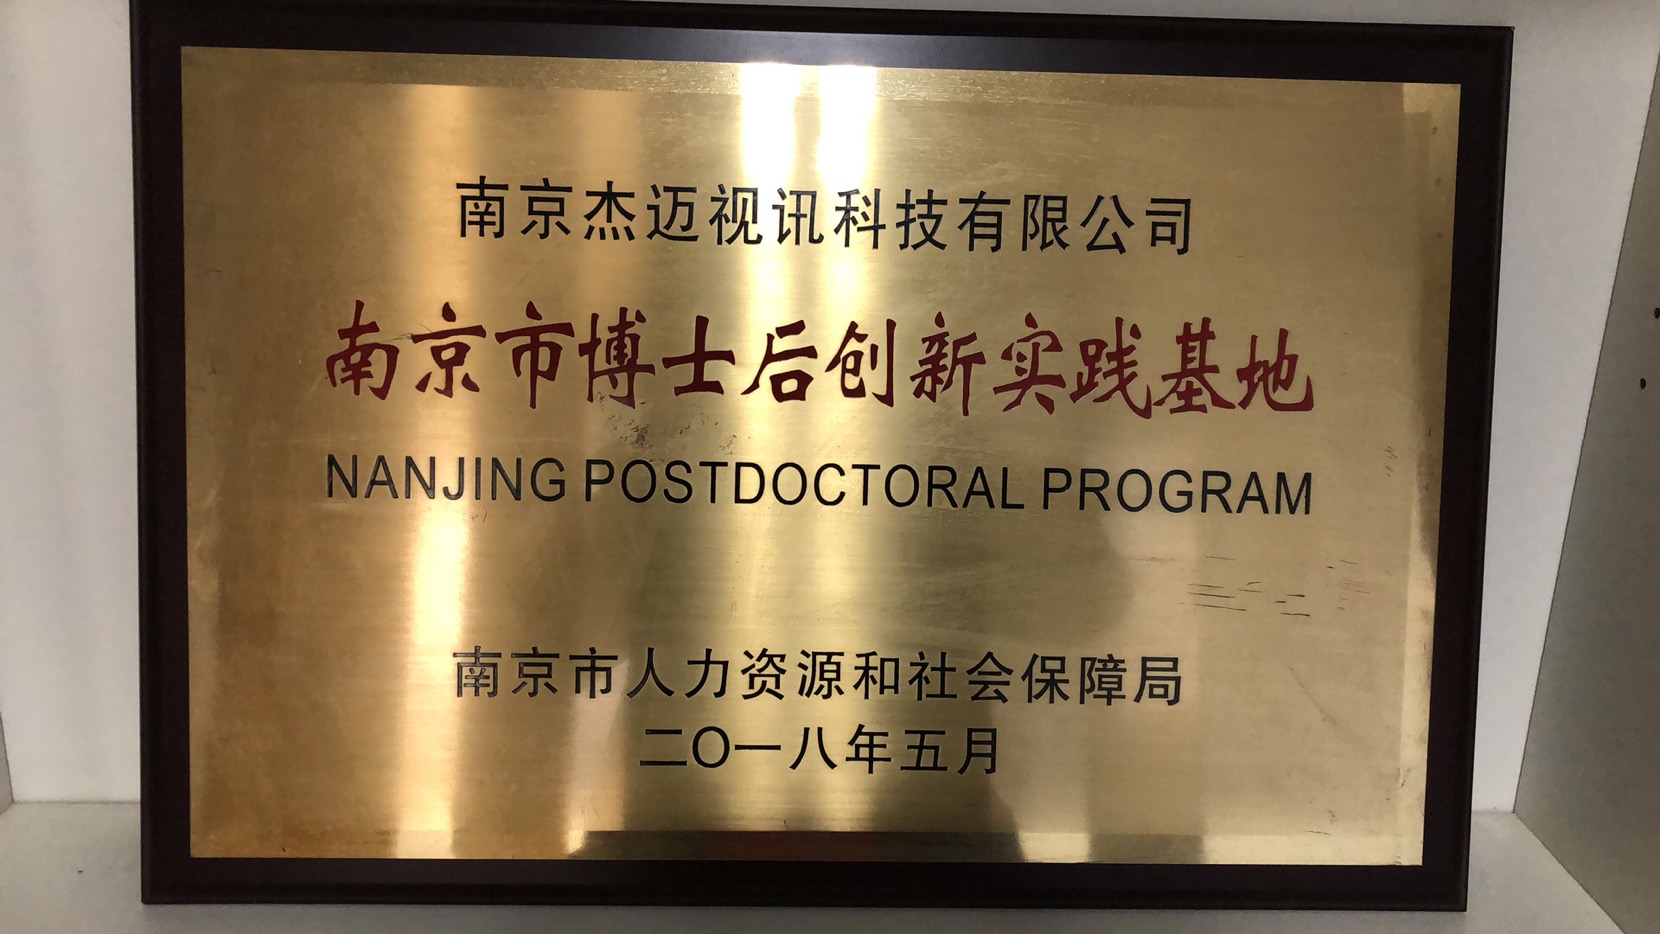 南京杰迈视讯科技有限公司
南京市博士后创新实践基地
NANJING POSTDOCTORAL PROGRAM
南京市人力资源和社会保障局
二〇一八年五月